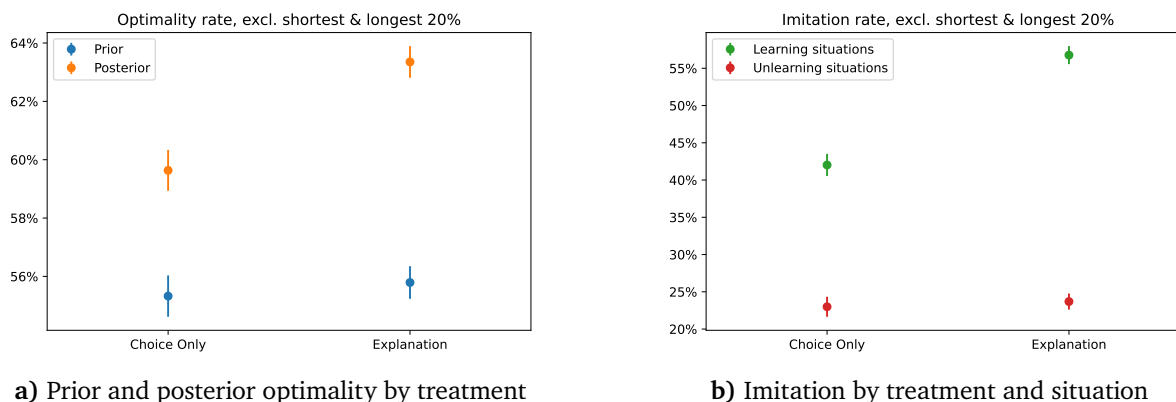 Optimality rate, excl. shortest & longest 20%
64%
62%
60%
58%
56%
Prior
Posterior
Choice Only
Explanation
a) Prior and posterior optimality by treatment
Imitation rate, excl. shortest & longest 20%
55%
50%
45%
40%
35%
30%
25%
20%
Learning situations
Unlearning situations
Choice Only
Explanation
b) Imitation by treatment and situation